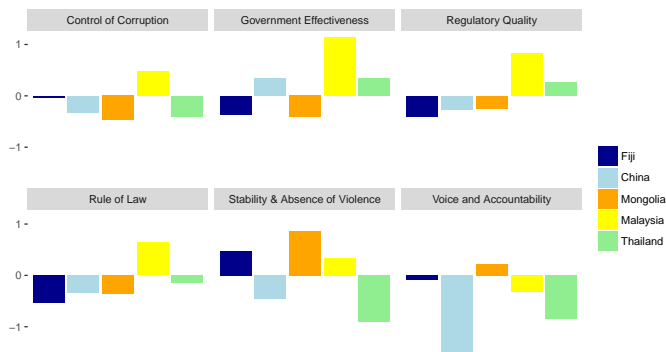 Control of Corruption
Government Effectiveness
Regulatory Quality
1
0
−1
Rule of Law
Stability & Absence of Violence
Voice and Accountability
1
0
−1
Fiji
China
Mongolia
Malaysia
Thailand